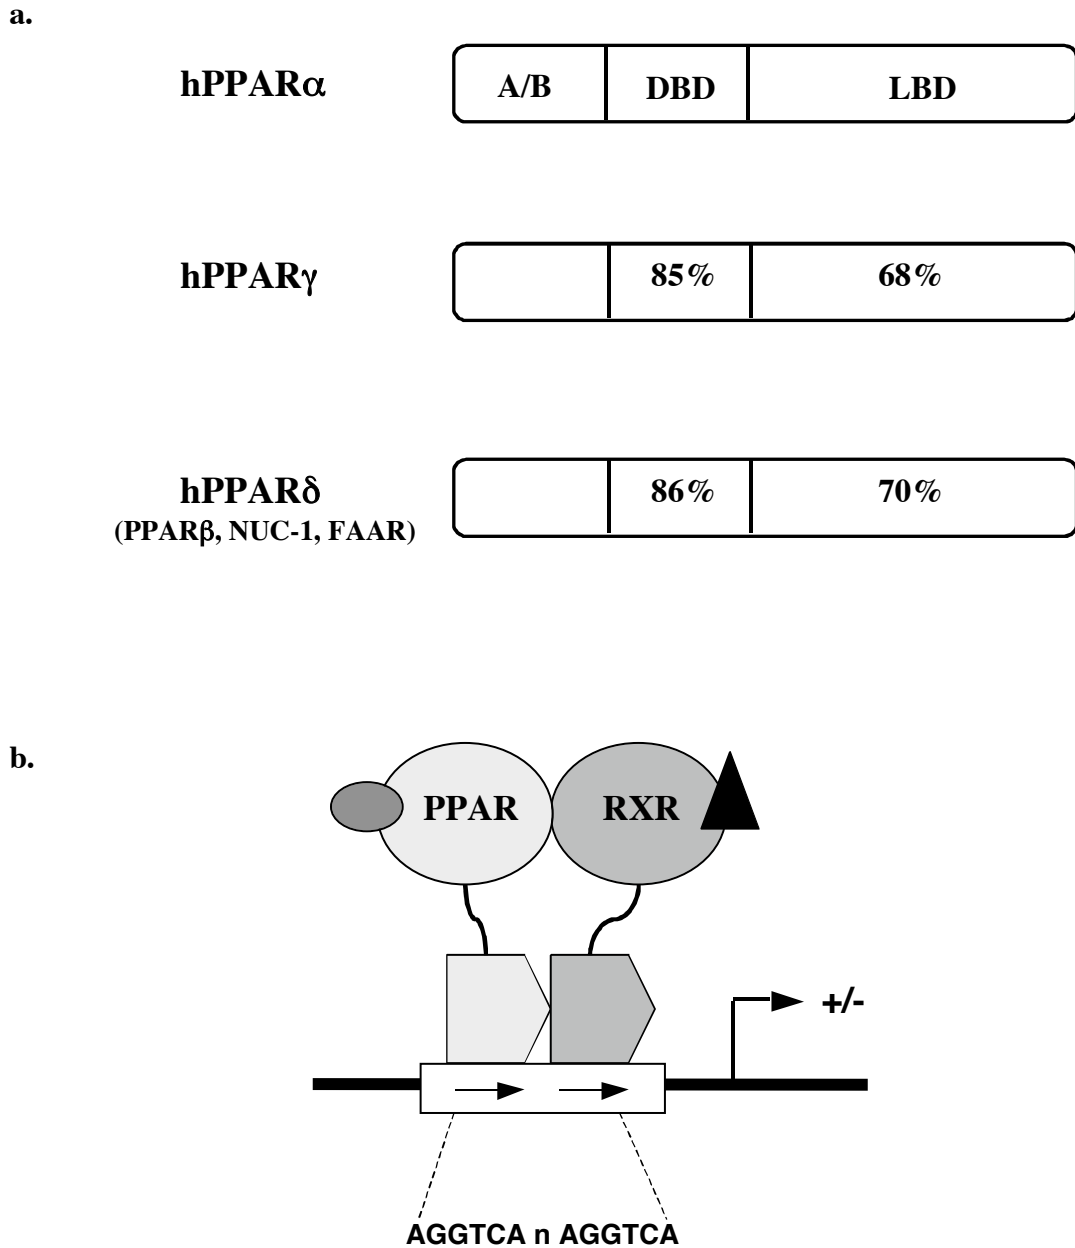 a.
hPPARα
A/B DBD LBD
hPPARγ
85% 68%
hPPARδ
(PPARβ, NUC-1, FAAR)
86% 70%
b.
PPAR RXR
+/-
AGGTCA n AGGTCA